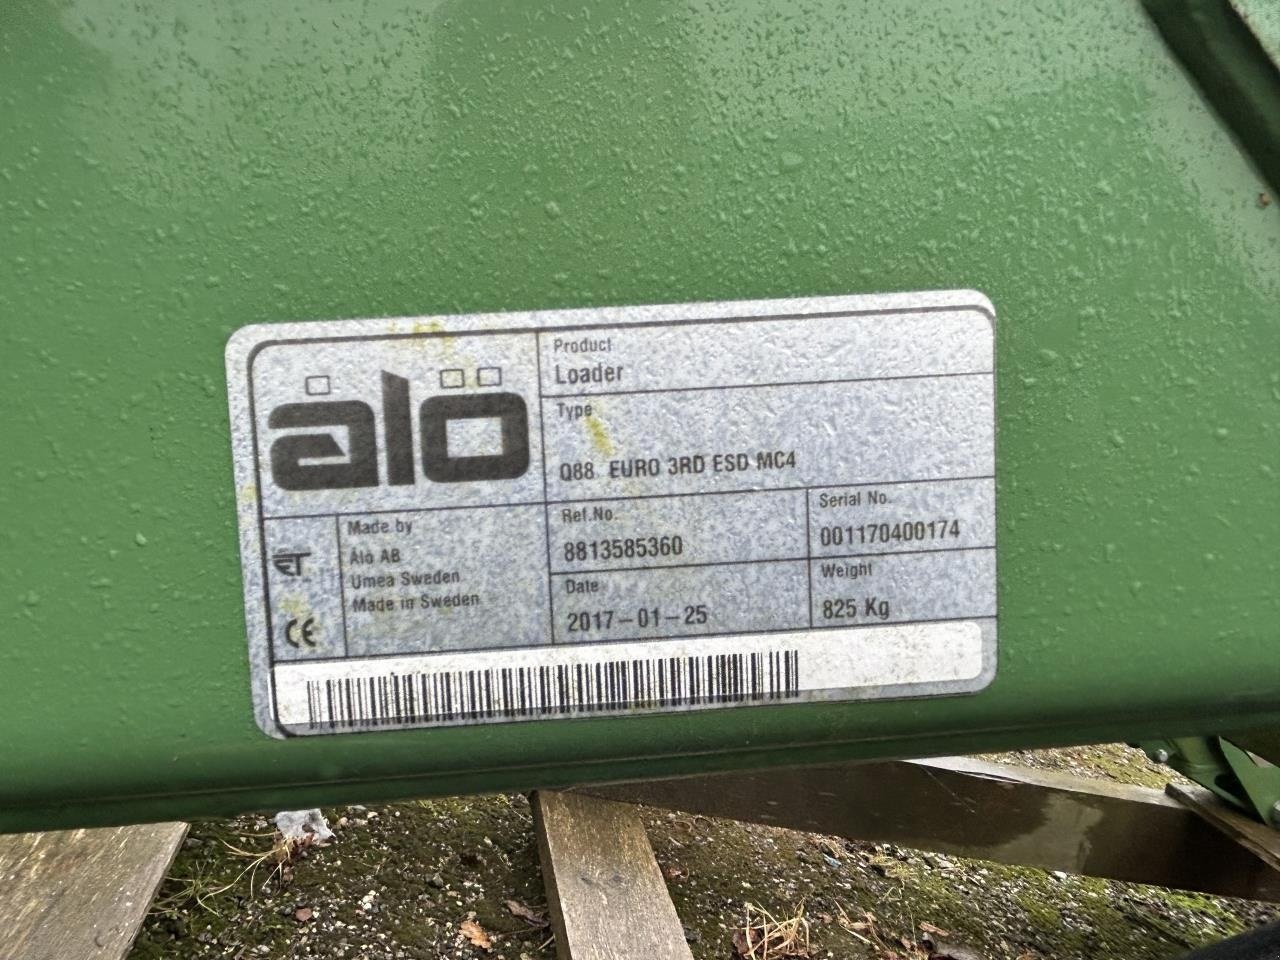 ålö
Product
Loader
Type
Q88 EURO 3RD ESD MC4
Made by
Ålö AB
Umeå Sweden
Made in Sweden
CE
Ref.No.
8813585360
Serial No.
001170400174
Date
2017-01-25
Weight
825 Kg